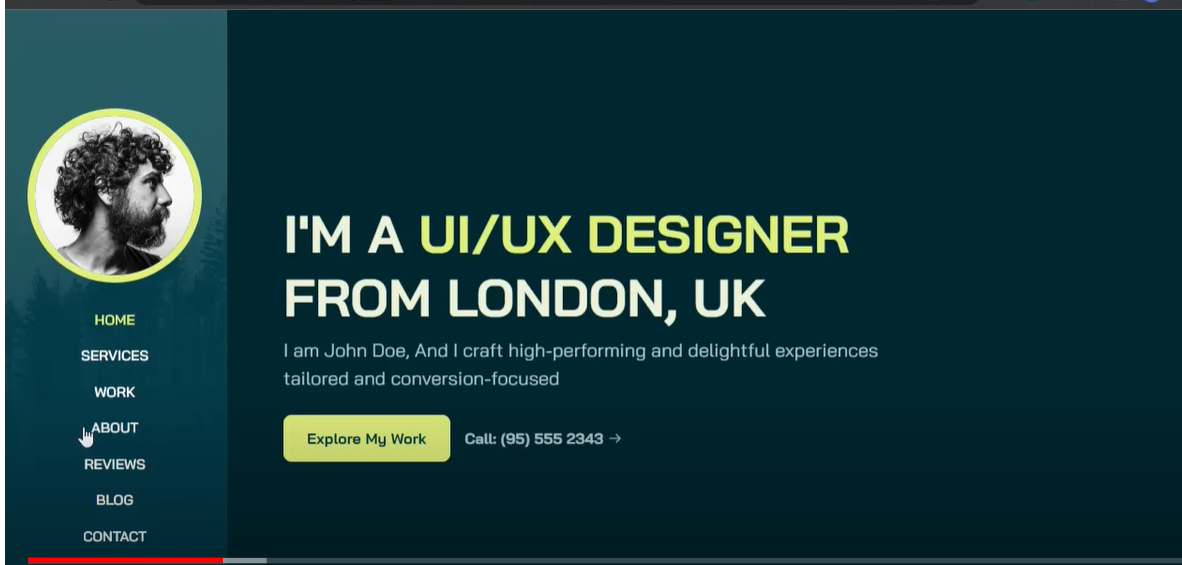 HOME
SERVICES
WORK
ABOUT
REVIEWS
BLOG
CONTACT
I'M A UI/UX DESIGNER
FROM LONDON, UK
I am John Doe, And I craft high-performing and delightful experiences
tailored and conversion-focused
Explore My Work
Call: (95) 555 2343 →